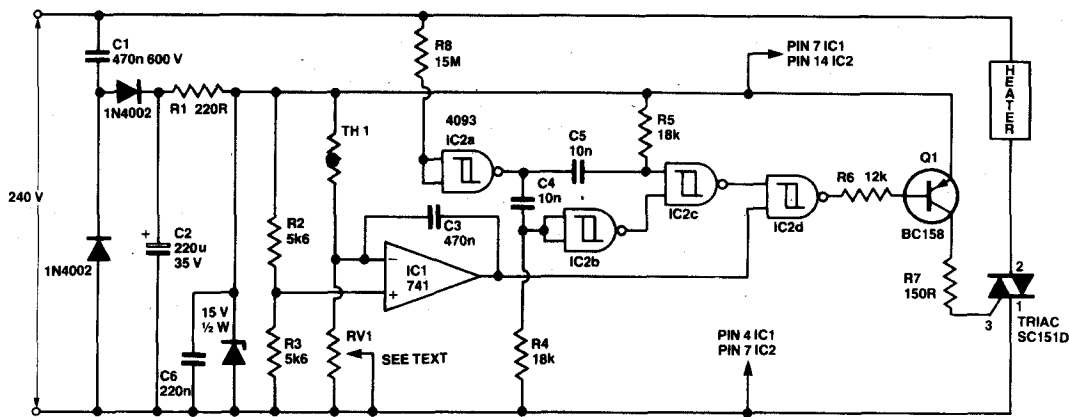 C1
470n 600 V
R8
15M
PIN 7 IC1
PIN 14 IC2
HEATER
1N4002
R1 220R
TH 1
4093
IC2a
C5
10n
R5
18k
240 V
C4
10n
IC2c
IC2b
IC2d
R6 12k
Q1
BC158
+
C2
220u
35 V
1N4002
R2
5k6
C3
470n
−
IC1
741
+
R7
150R
2
1
3
TRIAC
SC151D
15 V
½ W
C6
220n
R3
5k6
RV1
SEE TEXT
R4
18k
PIN 4 IC1
PIN 7 IC2